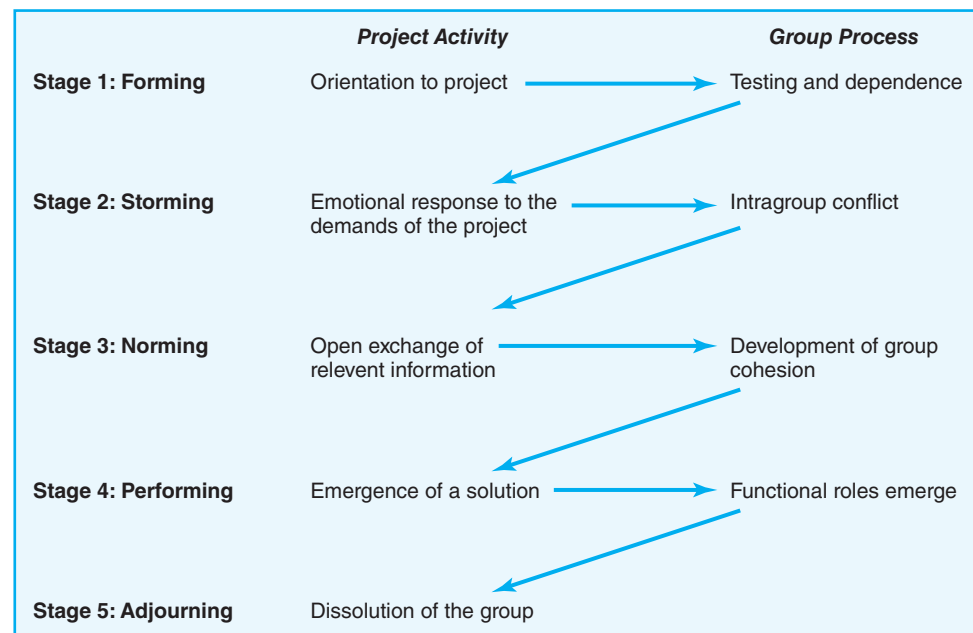 Project Activity Group Process
Stage 1: Forming Orientation to project Testing and dependence
Stage 2: Storming Emotional response to the Intragroup conflict
demands of the project
Stage 3: Norming Open exchange of Development of group
relevent information cohesion
Stage 4: Performing Emergence of a solution Functional roles emerge
Stage 5: Adjourning Dissolution of the group